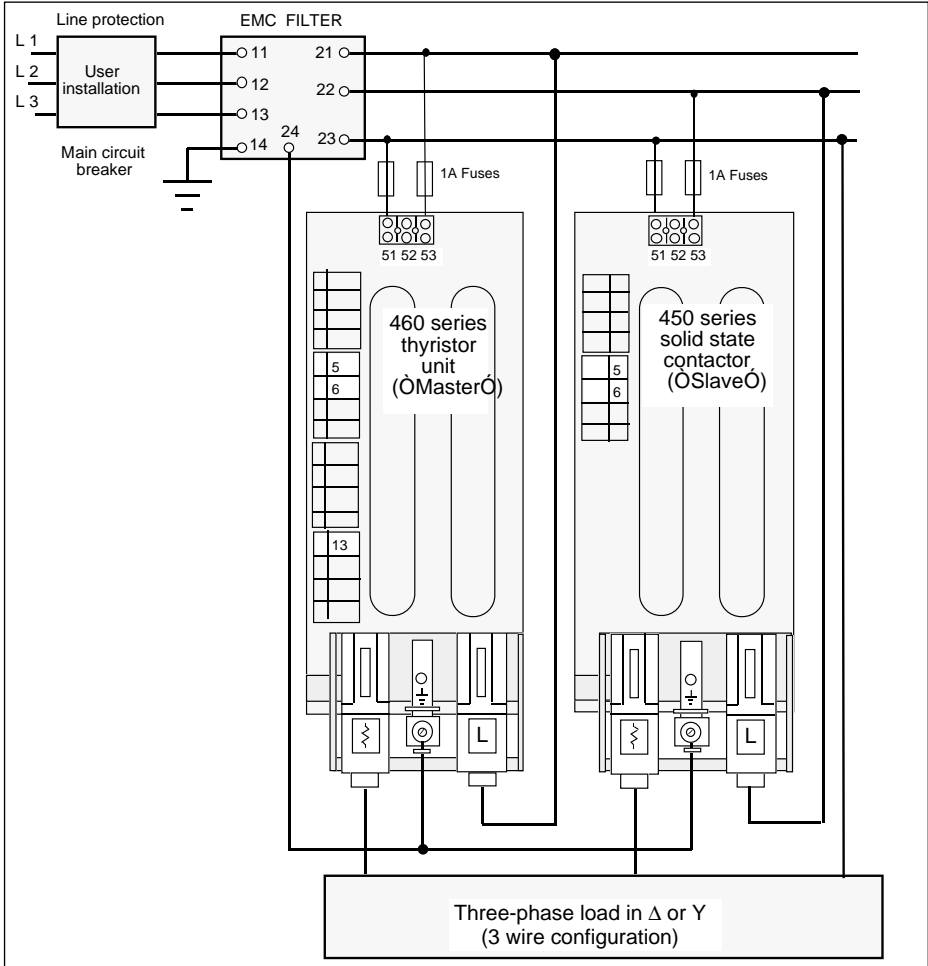 Line protection
EMC FILTER
L 1
L 2
L 3
User
installation
11
12
13
14
24
21
22
23
Main circuit
breaker
1A Fuses
1A Fuses
51 52 53
51 52 53
460 series
thyristor
unit
(ÒMasterÓ)
450 series
solid state
contactor
(ÒSlaveÓ)
5
6
13
5
6
L
L
Three-phase load in Δ or Y
(3 wire configuration)